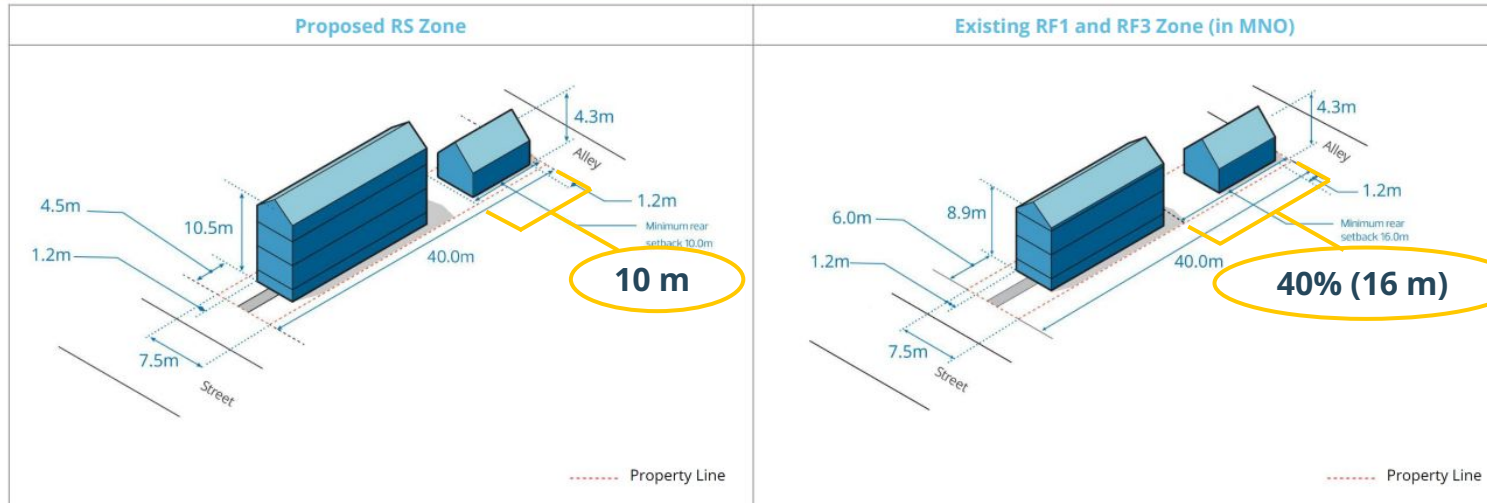 Proposed RS Zone
Existing RF1 and RF3 Zone (in MNO)
4.3m
Alley
4.5m
10.5m
1.2m
1.2m
Minimum rear
setback 10.0m
40.0m
10 m
7.5m
Street
Property Line
4.3m
Alley
1.2m
6.0m
8.9m
Minimum rear
setback 16.0m
1.2m
40.0m
40% (16 m)
7.5m
Street
Property Line